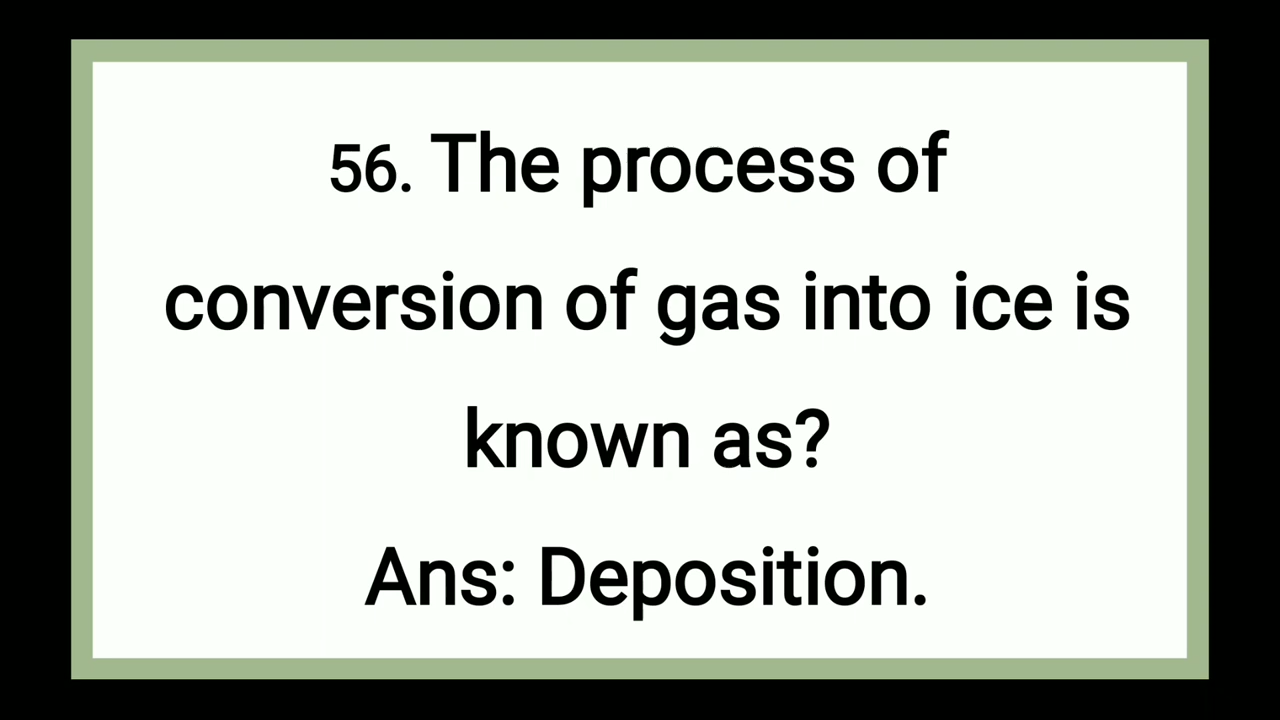 56. The process of
conversion of gas into ice is
known as?
Ans: Deposition.